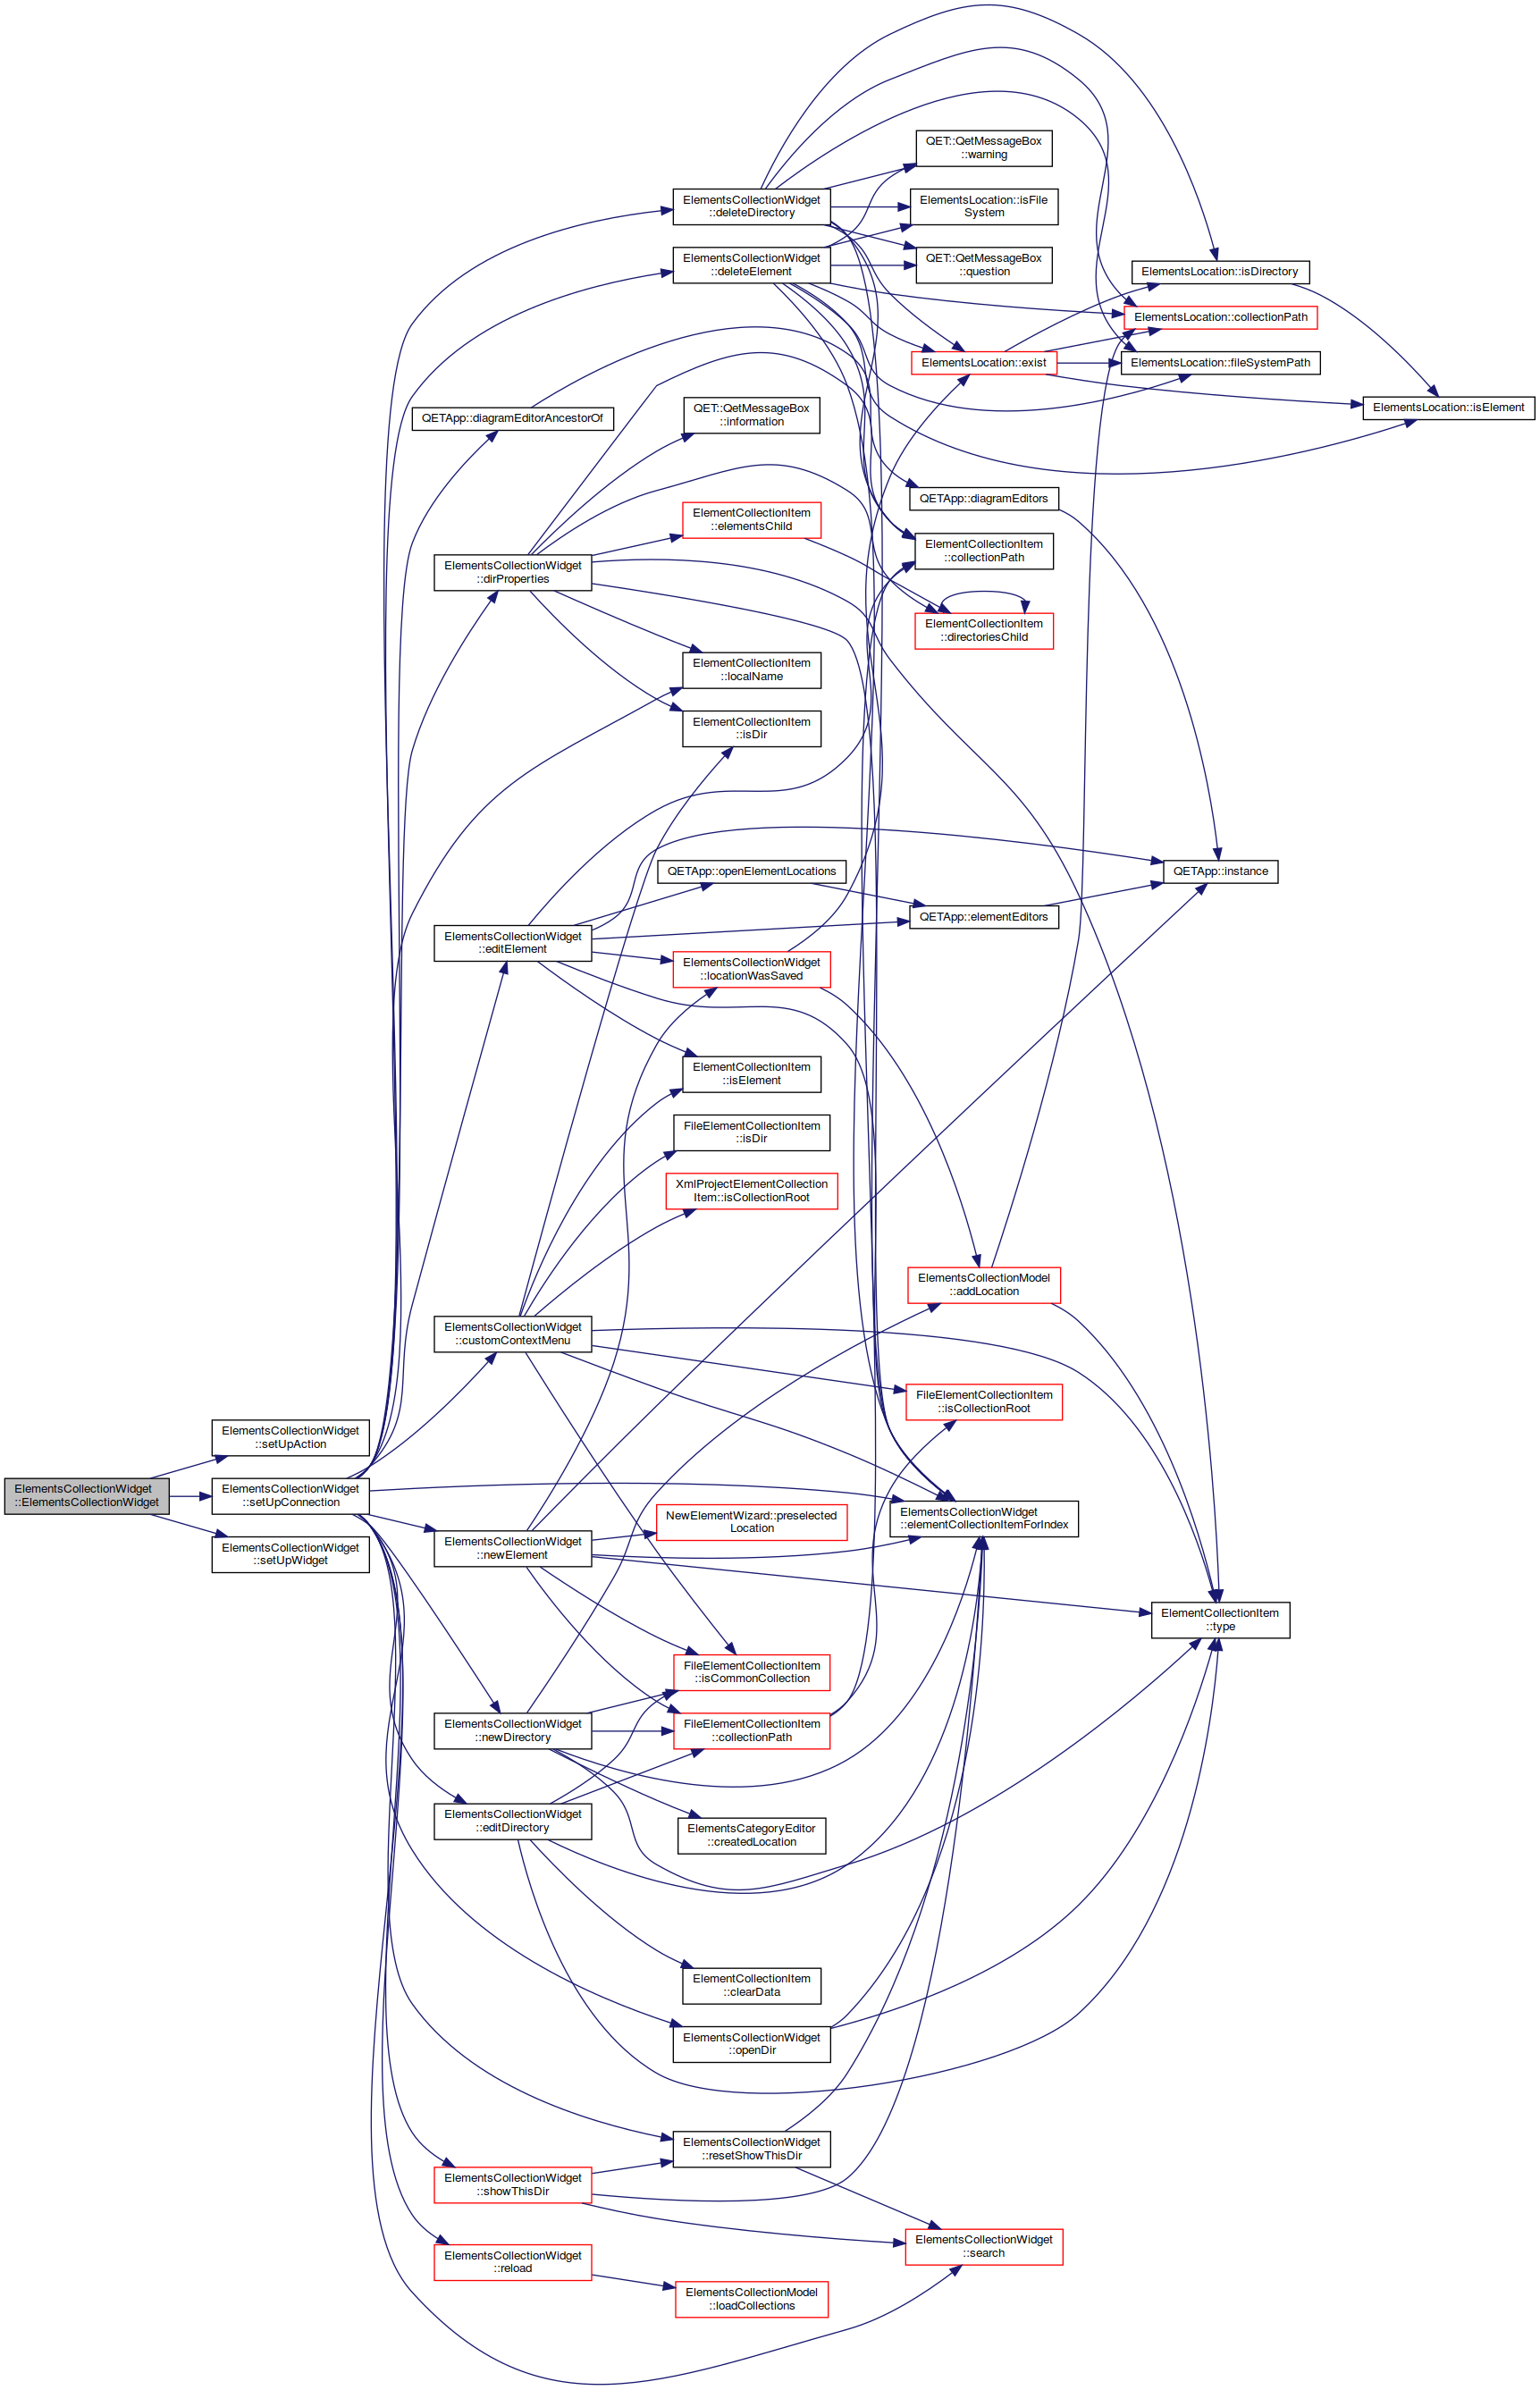 ElementsCollectionWidget
::ElementsCollectionWidget
ElementsCollectionWidget
::setUpAction
ElementsCollectionWidget
::setUpConnection
ElementsCollectionWidget
::setUpWidget
QETApp::diagramEditorAncestorOf
ElementsCollectionWidget
::dirProperties
ElementsCollectionWidget
::editElement
ElementsCollectionWidget
::customContextMenu
ElementsCollectionWidget
::newElement
ElementsCollectionWidget
::newDirectory
ElementsCollectionWidget
::editDirectory
ElementsCollectionWidget
::showThisDir
ElementsCollectionWidget
::reload
ElementsCollectionWidget
::deleteDirectory
ElementsCollectionWidget
::deleteElement
QET::QetMessageBox
::information
ElementCollectionItem
::elementsChild
ElementCollectionItem
::localName
ElementCollectionItem
::isDir
QETApp::openElementLocations
ElementsCollectionWidget
::locationWasSaved
ElementCollectionItem
::isElement
FileElementCollectionItem
::isDir
XmlProjectElementCollection
Item::isCollectionRoot
NewElementWizard::preselected
Location
FileElementCollectionItem
::isCommonCollection
FileElementCollectionItem
::collectionPath
ElementsCategoryEditor
::createdLocation
ElementCollectionItem
::clearData
ElementsCollectionWidget
::openDir
ElementsCollectionWidget
::resetShowThisDir
ElementsCollectionModel
::loadCollections
QET::QetMessageBox
::warning
ElementsLocation::isFile
System
QET::QetMessageBox
::question
ElementsLocation::exist
QETApp::diagramEditors
ElementCollectionItem
::collectionPath
ElementCollectionItem
::directoriesChild
QETApp::elementEditors
ElementsCollectionModel
::addLocation
FileElementCollectionItem
::isCollectionRoot
ElementsCollectionWidget
::elementCollectionItemForIndex
ElementsCollectionWidget
::search
ElementsLocation::isDirectory
ElementsLocation::collectionPath
ElementsLocation::fileSystemPath
QETApp::instance
ElementCollectionItem
::type
ElementsLocation::isElement